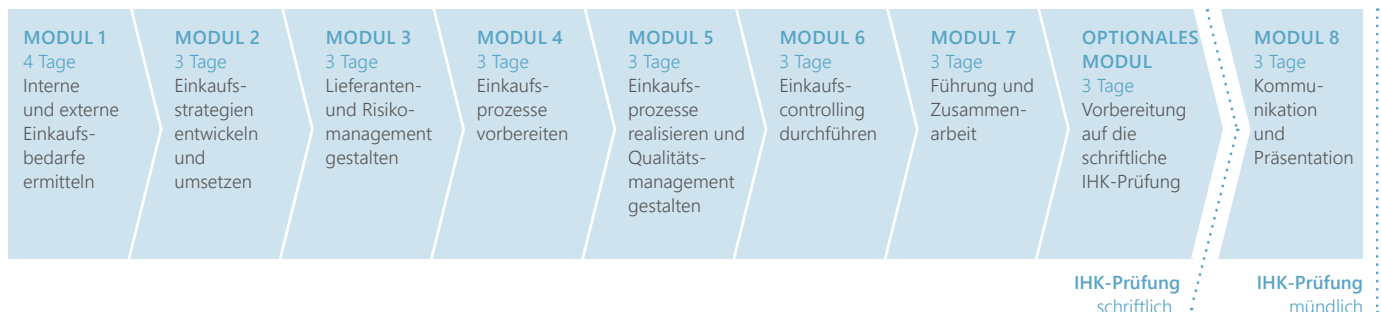 MODUL 1
4 Tage
Interne
und externe
Einkaufs-
bedarfe
ermitteln
MODUL 2
3 Tage
Einkaufs-
strategien
entwickeln
und
umsetzen
MODUL 3
3 Tage
Lieferanten-
und Risiko-
management
gestalten
MODUL 4
3 Tage
Einkaufs-
prozesse
vorbereiten
MODUL 5
3 Tage
Einkaufs-
prozesse
realisieren und
Qualitäts-
management
gestalten
MODUL 6
3 Tage
Einkaufs-
controlling
durchführen
MODUL 7
3 Tage
Führung und
Zusammen-
arbeit
OPTIONALES
MODUL
3 Tage
Vorbereitung
auf die
schriftliche
IHK-Prüfung
MODUL 8
3 Tage
Kommu-
nikation
und
Präsentation
IHK-Prüfung
schriftlich
IHK-Prüfung
mündlich